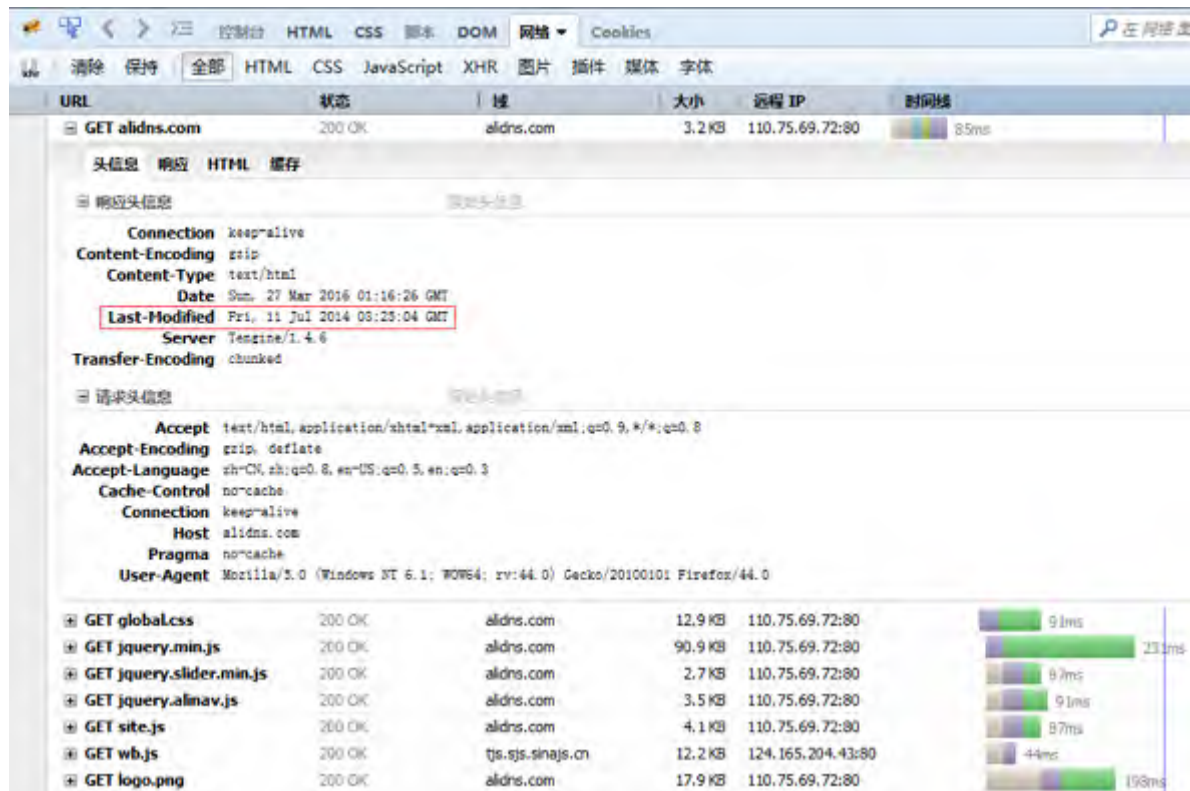 控制台 HTML CSS 脚本 DOM 网络 Cookies 在网络面
清除 保持 全部 HTML CSS JavaScript XHR 图片 插件 媒体 字体
URL 状态 域 大小 远程 IP 时间线
GET alidns.com 200 OK alidns.com 3.2 KB 110.75.69.72:80 85ms
头信息 响应 HTML 缓存
响应头信息 原始头信息
Connection keep-alive
Content-Encoding gzip
Content-Type text/html
Date Sun, 27 Mar 2016 01:16:26 GMT
Last-Modified Fri, 11 Jul 2014 03:25:04 GMT
Server Tengine/1.4.6
Transfer-Encoding chunked
请求头信息 原始头信息
Accept text/html,application/xhtml+xml,application/xml;q=0.9,*/*;q=0.8
Accept-Encoding gzip, deflate
Accept-Language zh-CN,zh;q=0.8,en-US;q=0.5,en;q=0.3
Cache-Control no-cache
Connection keep-alive
Host alidns.com
Pragma no-cache
User-Agent Mozilla/5.0 (Windows NT 6.1; WOW64; rv:44.0) Gecko/20100101 Firefox/44.0
GET global.css 200 OK alidns.com 12.9 KB 110.75.69.72:80 91ms
GET jquery.min.js 200 OK alidns.com 90.9 KB 110.75.69.72:80 231ms
GET jquery.slider.min.js 200 OK alidns.com 2.7 KB 110.75.69.72:80 87ms
GET jquery.alinav.js 200 OK alidns.com 3.5 KB 110.75.69.72:80 91ms
GET site.js 200 OK alidns.com 4.1 KB 110.75.69.72:80 87ms
GET wb.js 200 OK tjs.sjs.sinajs.cn 12.2 KB 124.165.204.43:80 44ms
GET logo.png 200 OK alidns.com 17.9 KB 110.75.69.72:80 193ms